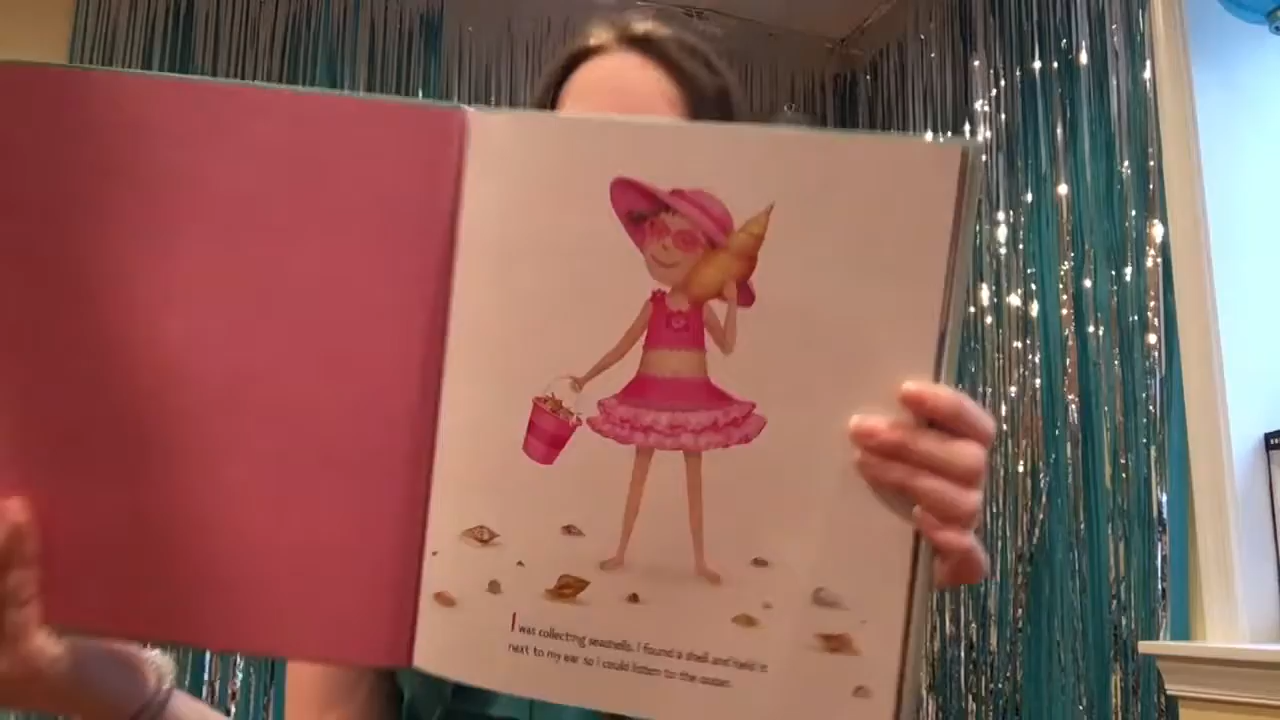 I was collecting seashells. I found a shell and held it
next to my ear so I could listen to the ocean.